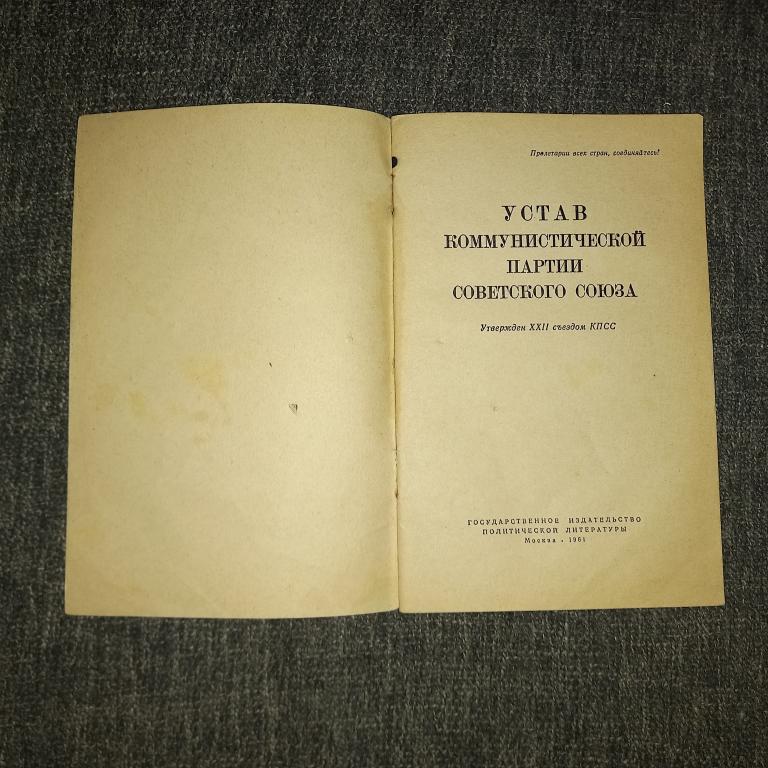 Пролетарии всех стран, соединяйтесь!
УСТАВ
КОММУНИСТИЧЕСКОЙ
ПАРТИИ
СОВЕТСКОГО СОЮЗА
Утвержден XXII съездом КПСС
ГОСУДАРСТВЕННОЕ ИЗДАТЕЛЬСТВО
ПОЛИТИЧЕСКОЙ ЛИТЕРАТУРЫ
Москва • 1961